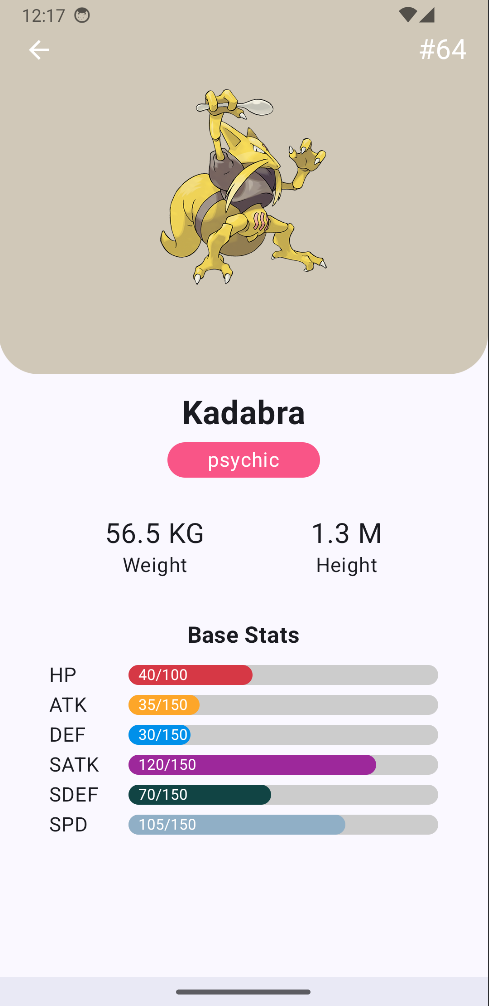 12:17
#64
Kadabra
psychic
56.5 KG 1.3 M
Weight Height
Base Stats
HP 40/100
ATK 35/150
DEF 30/150
SATK 120/150
SDEF 70/150
SPD 105/150